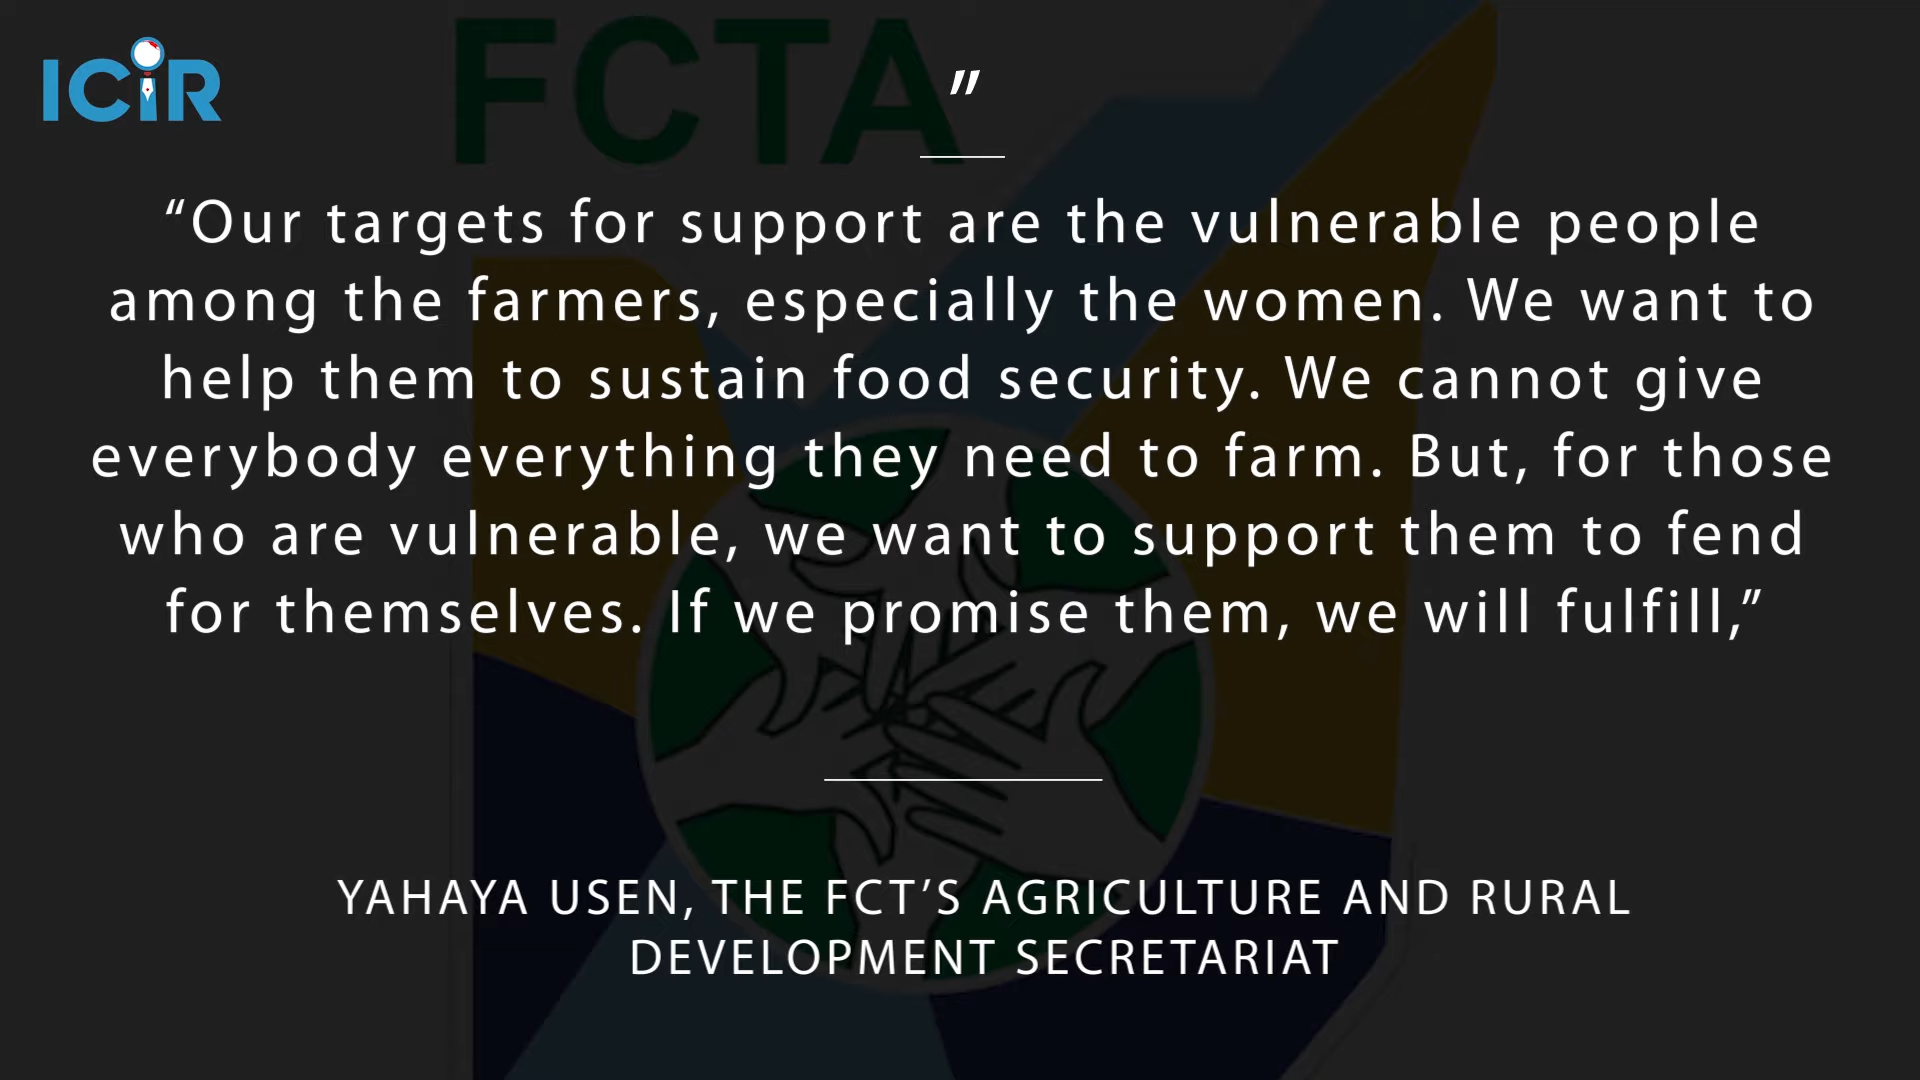 ICiR
FCTA
”
“Our targets for support are the vulnerable people
among the farmers, especially the women. We want to
help them to sustain food security. We cannot give
everybody everything they need to farm. But, for those
who are vulnerable, we want to support them to fend
for themselves. If we promise them, we will fulfill,”
YAHAYA USEN, THE FCT’S AGRICULTURE AND RURAL
DEVELOPMENT SECRETARIAT